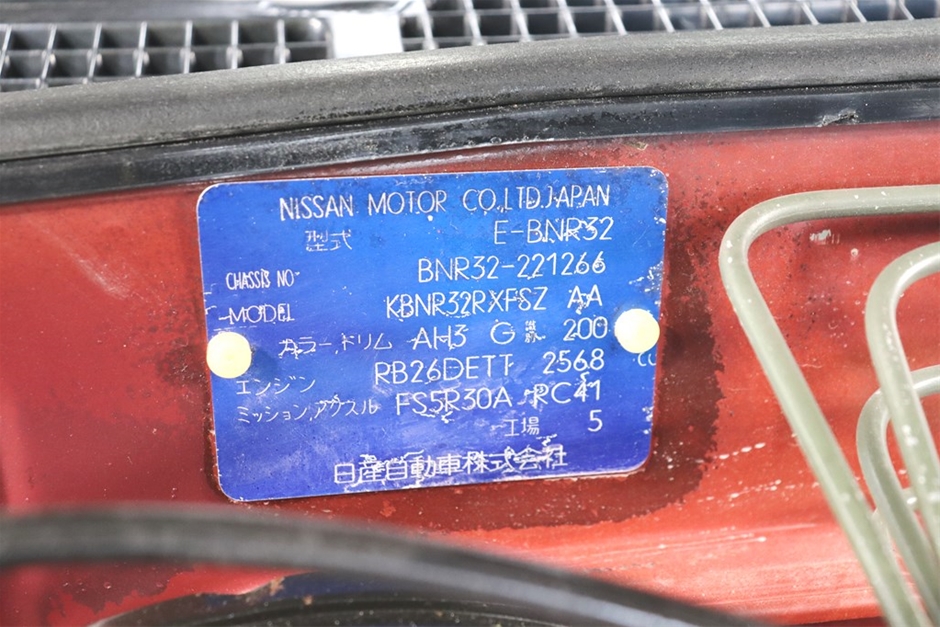 NISSAN MOTOR CO.,LTD.JAPAN
型式 E-BNR32
CHASSIS NO BNR32-221266
MODEL KBNR32RXFSZ AA
カラー,トリム AH3 G 200
エンジン RB26DETT 2568
ミッション,アクスル FS5R30A RC41
工場 5
日産自動車株式会社